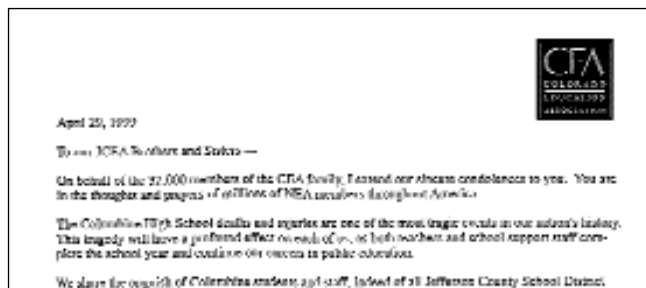 CEA
COLORADO
EDUCATION
ASSOCIATION
April 29, 1999
To our JCEA Brothers and Sisters —
On behalf of the 37,000 members of the CEA family, I extend our sincere condolences to you. You are
in the thoughts and prayers of millions of NEA members throughout America.
The Columbine High School deaths and injuries are one of the most tragic events in our nation's history.
This tragedy will have a profound effect on each of us, as both teachers and school support staff com-
plete the school year and continue our careers in public education.
We share the anguish of Columbine students and staff, indeed of all Jefferson County School District